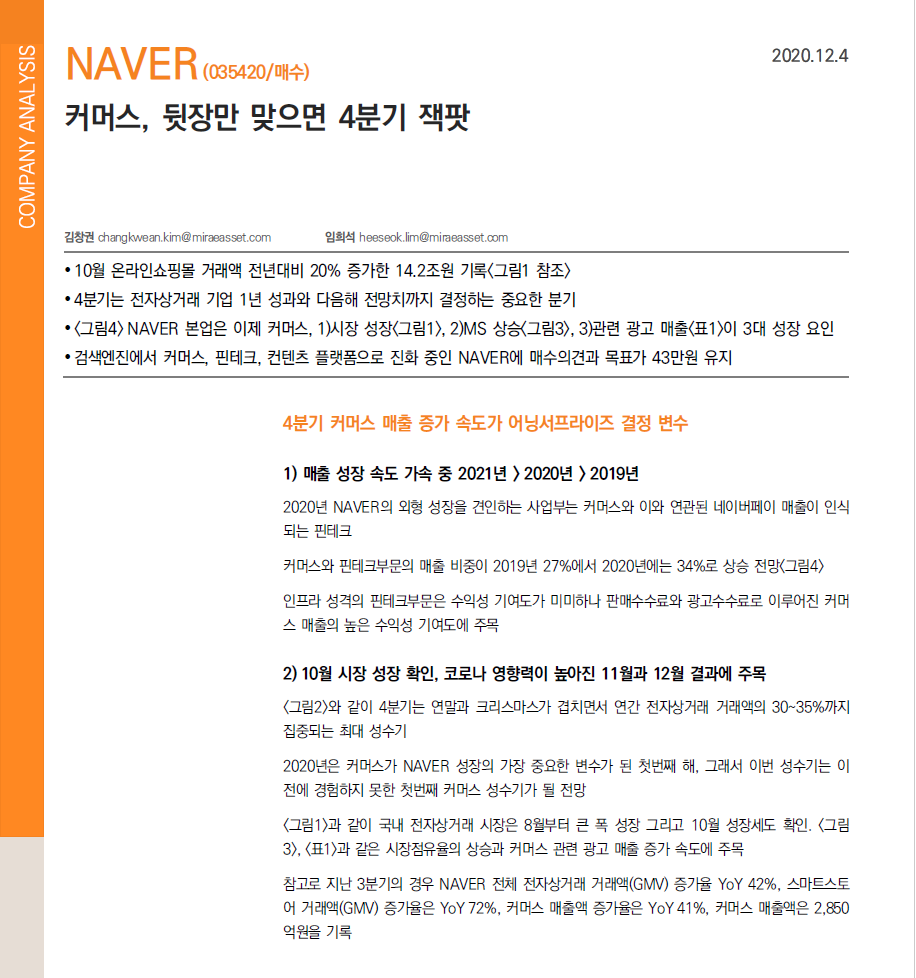 COMPANY ANALYSIS
NAVER (035420/매수)
2020.12.4
커머스, 뒷장만 맞으면 4분기 잭팟
김창권 changkwean.kim@miraeasset.com 임희석 heeseok.lim@miraeasset.com
• 10월 온라인쇼핑몰 거래액 전년대비 20% 증가한 14.2조원 기록<그림1 참조>
• 4분기는 전자상거래 기업 1년 성과와 다음해 전망치까지 결정하는 중요한 분기
• <그림4> NAVER 본업은 이제 커머스, 1)시장 성장<그림1>, 2)MS 상승<그림3>, 3)관련 광고 매출<표1>이 3대 성장 요인
• 검색엔진에서 커머스, 핀테크, 컨텐츠 플랫폼으로 진화 중인 NAVER에 매수의견과 목표가 43만원 유지
4분기 커머스 매출 증가 속도가 어닝서프라이즈 결정 변수
1) 매출 성장 속도 가속 중 2021년 > 2020년 > 2019년
2020년 NAVER의 외형 성장을 견인하는 사업부는 커머스와 이와 연관된 네이버페이 매출이 인식
되는 핀테크
커머스와 핀테크부문의 매출 비중이 2019년 27%에서 2020년에는 34%로 상승 전망<그림4>
인프라 성격의 핀테크부문은 수익성 기여도가 미미하나 판매수수료와 광고수수료로 이루어진 커머
스 매출의 높은 수익성 기여도에 주목
2) 10월 시장 성장 확인, 코로나 영향력이 높아진 11월과 12월 결과에 주목
<그림2>와 같이 4분기는 연말과 크리스마스가 겹치면서 연간 전자상거래 거래액의 30~35%까지
집중되는 최대 성수기
2020년은 커머스가 NAVER 성장의 가장 중요한 변수가 된 첫번째 해, 그래서 이번 성수기는 이
전에 경험하지 못한 첫번째 커머스 성수기가 될 전망
<그림1>과 같이 국내 전자상거래 시장은 8월부터 큰 폭 성장 그리고 10월 성장세도 확인. <그림
3>, <표1>과 같은 시장점유율의 상승과 커머스 관련 광고 매출 증가 속도에 주목
참고로 지난 3분기의 경우 NAVER 전체 전자상거래 거래액(GMV) 증가율 YoY 42%, 스마트스토
어 거래액(GMV) 증가율은 YoY 72%, 커머스 매출액 증가율은 YoY 41%, 커머스 매출액은 2,850
억원을 기록